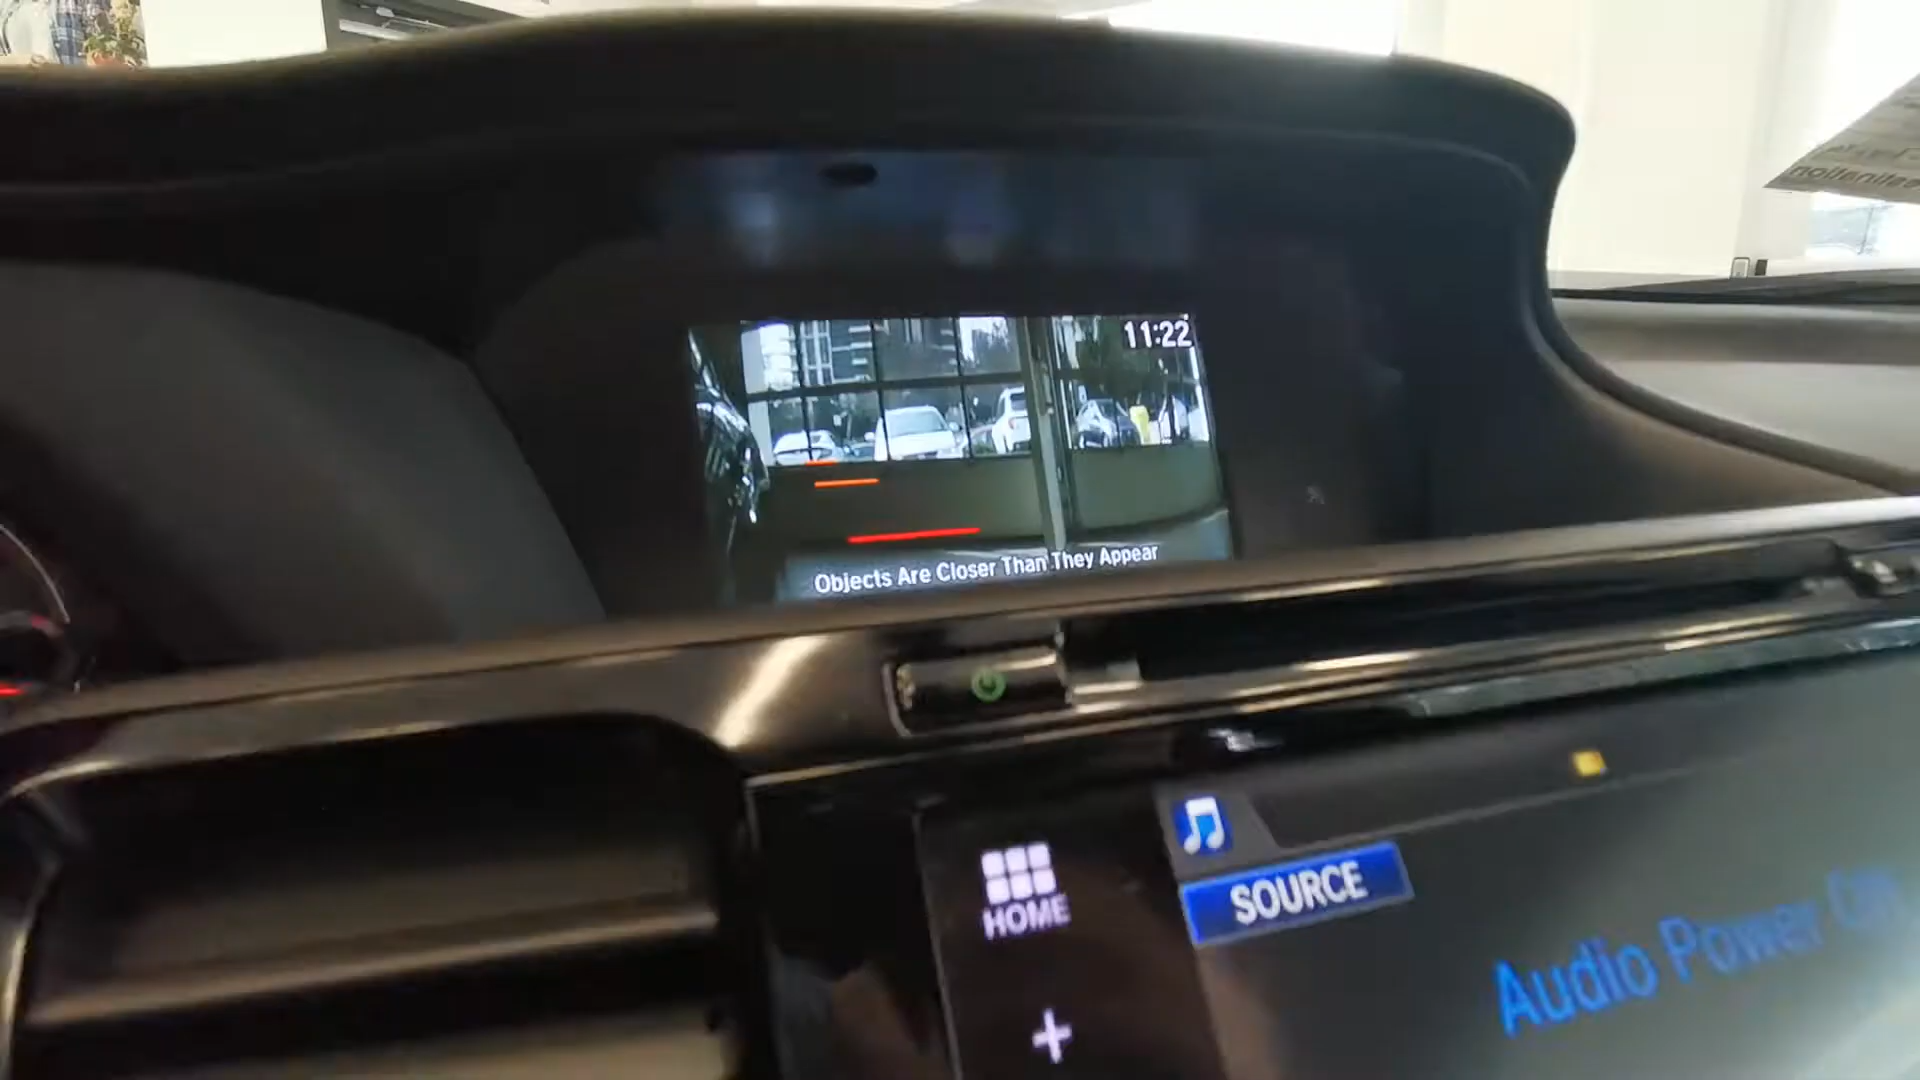 11:22
Objects Are Closer Than They Appear
HOME
SOURCE
Audio Power
+